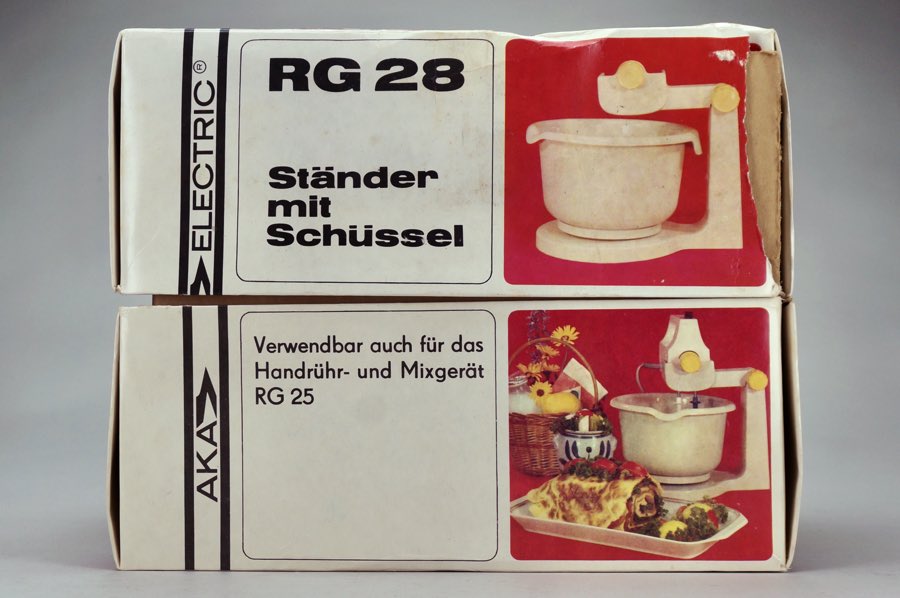 ELECTRIC®
RG 28
Ständer
mit
Schüssel
AKA
Verwendbar auch für das
Handrühr- und Mixgerät
RG 25